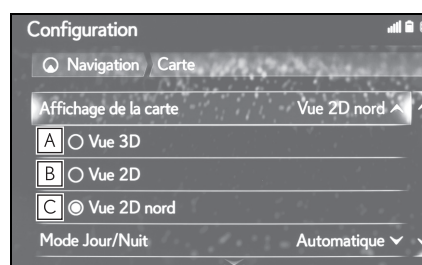 Configuration
Navigation Carte
Affichage de la carte Vue 2D nord
A Vue 3D
B Vue 2D
C Vue 2D nord
Mode Jour/Nuit Automatique